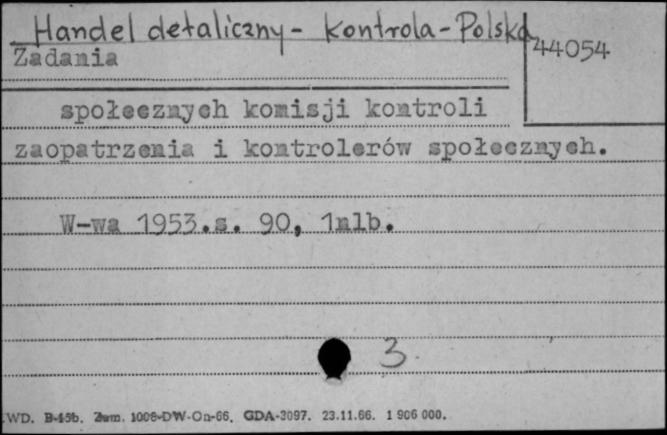 Handel detaliczny - Kontrola - Polska
44054
Zadania
społecznych komisji kontroli
zaopatrzenia i kontrolerów społecznych.
W-wa 1953.s. 90, 1nlb.
3
WD. B-45b. Zam. 1006-DW-On-66. GDA-3097. 23.11.66. 1 906 000.